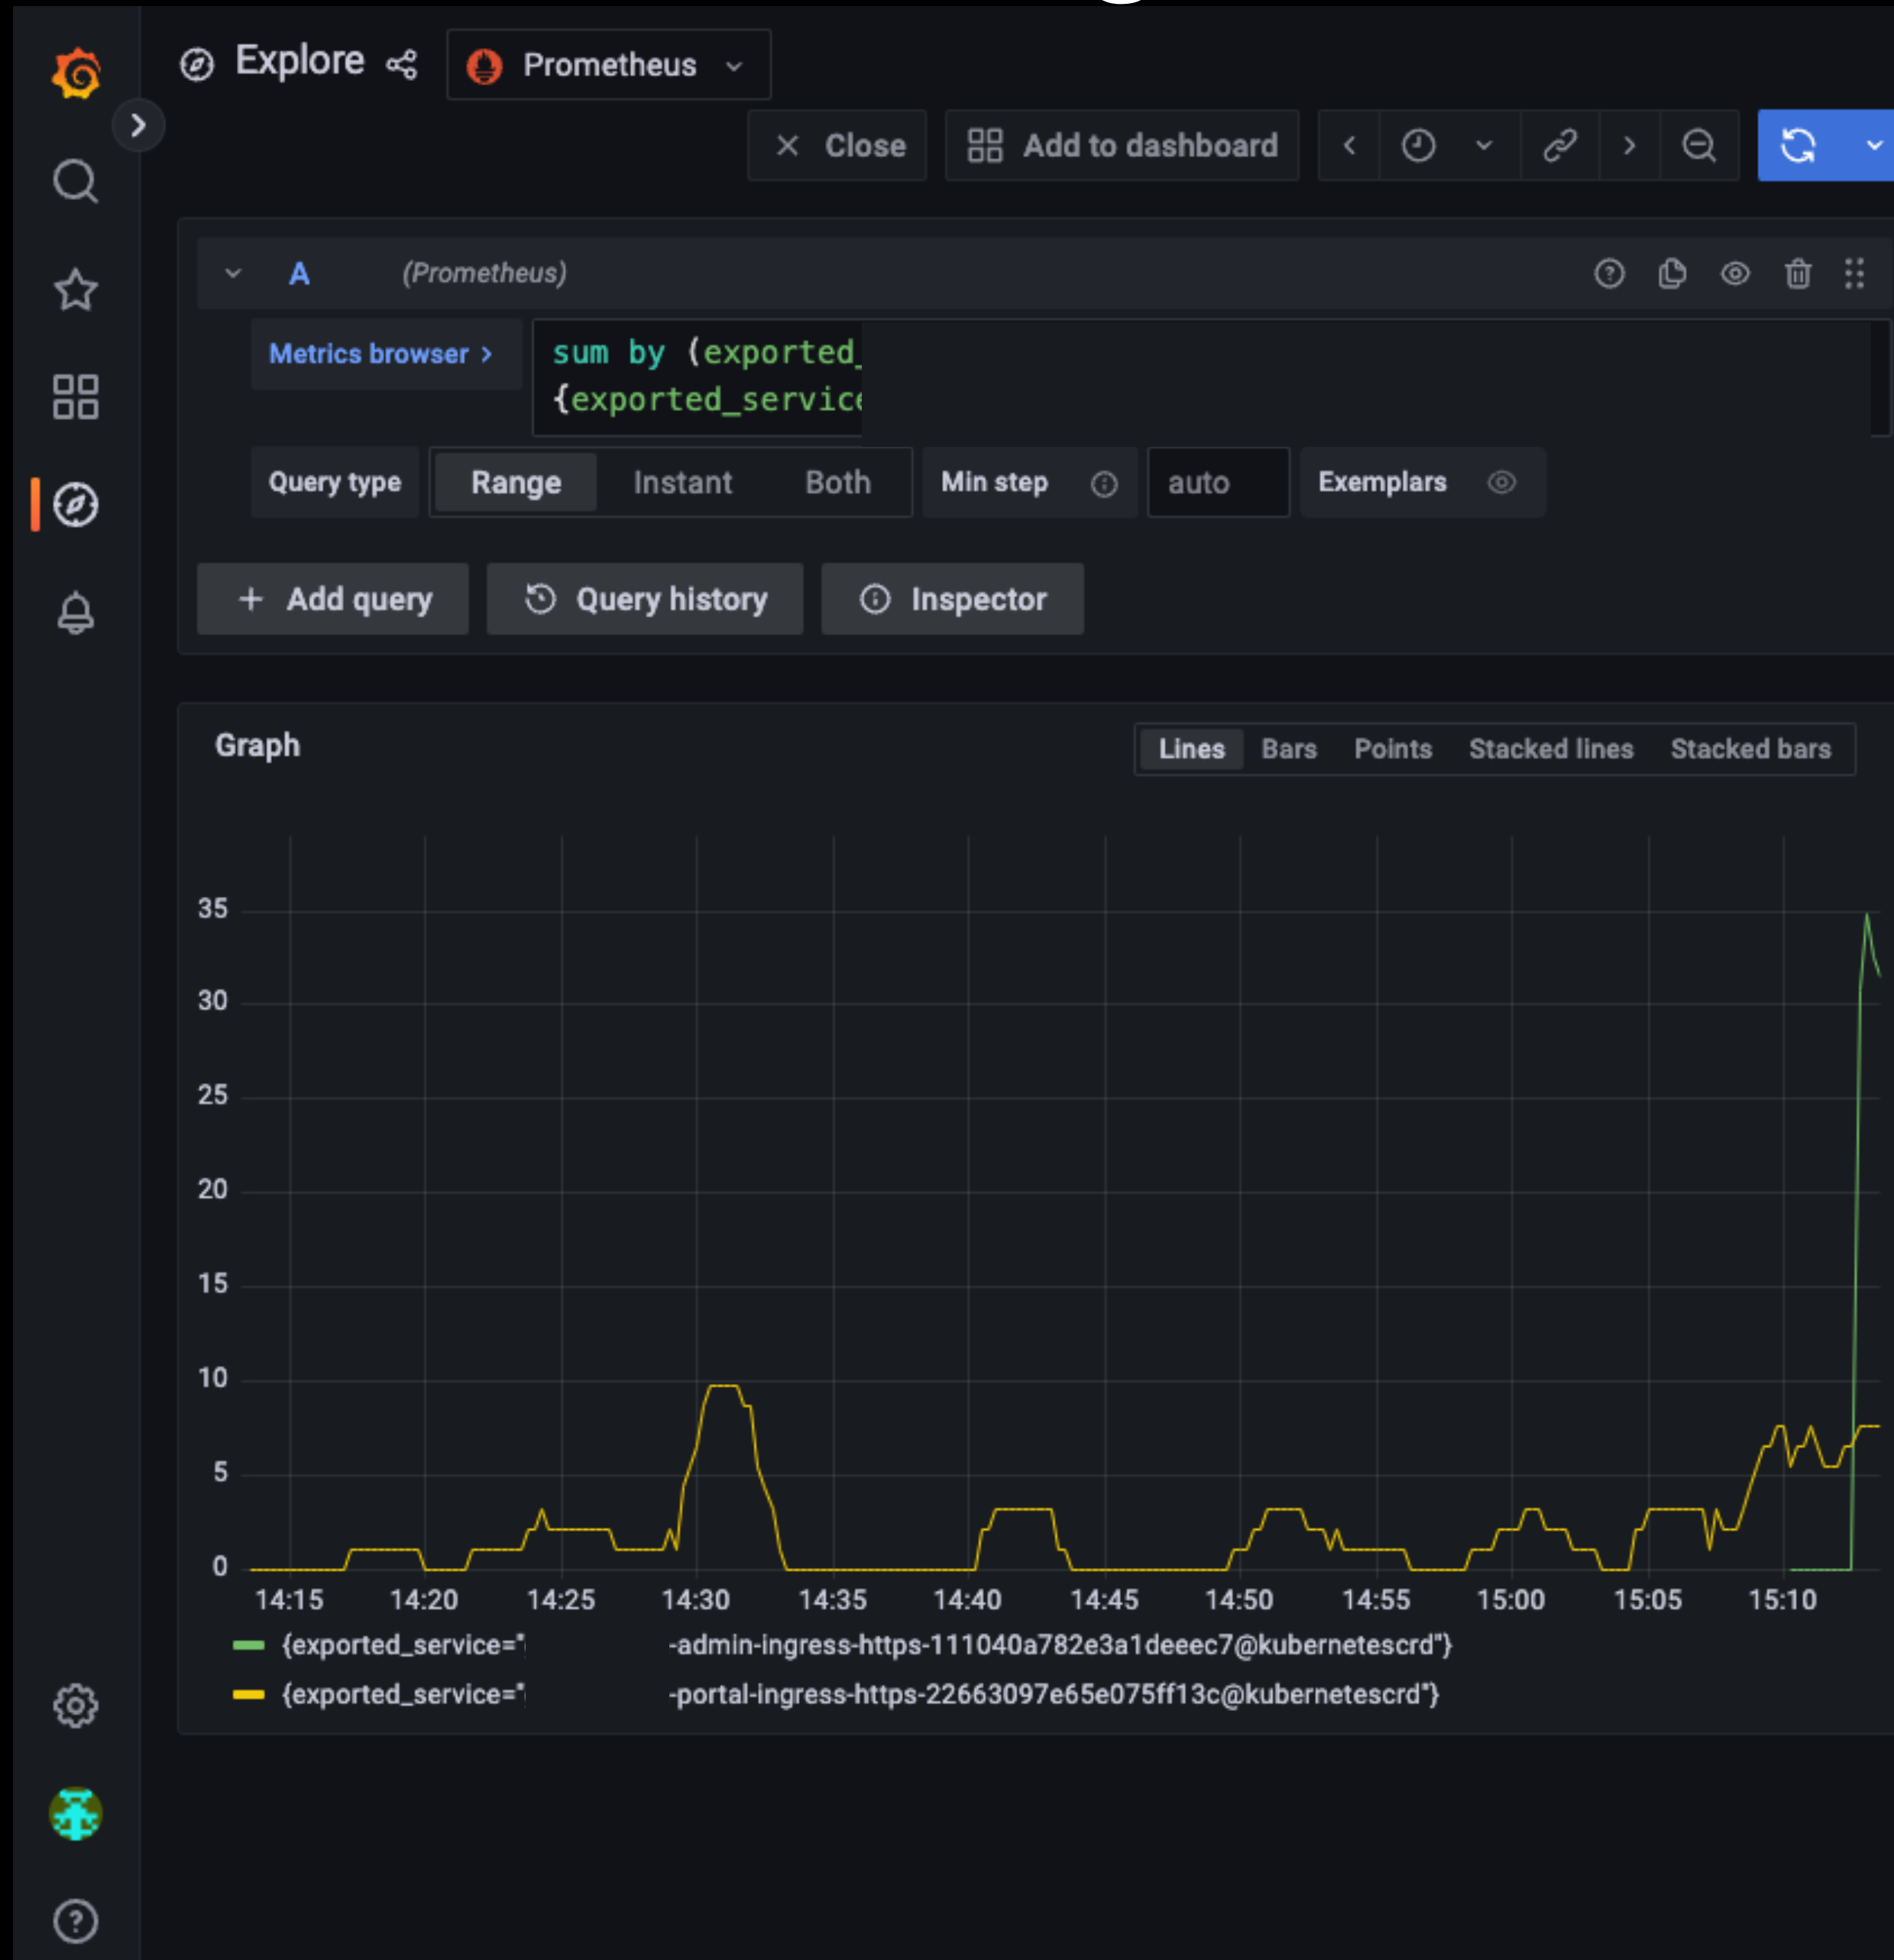 Explore Prometheus
Close Add to dashboard
A (Prometheus)
Metrics browser > sum by (exported_
{exported_service
Query type Range Instant Both Min step auto Exemplars
+ Add query Query history Inspector
Graph Lines Bars Points Stacked lines Stacked bars
35
30
25
20
15
10
5
0
14:15 14:20 14:25 14:30 14:35 14:40 14:45 14:50 14:55 15:00 15:05 15:10
{exported_service=" -admin-ingress-https-111040a782e3a1deeec7@kubernetescrd"}
{exported_service=" -portal-ingress-https-22663097e65e075ff13c@kubernetescrd"}